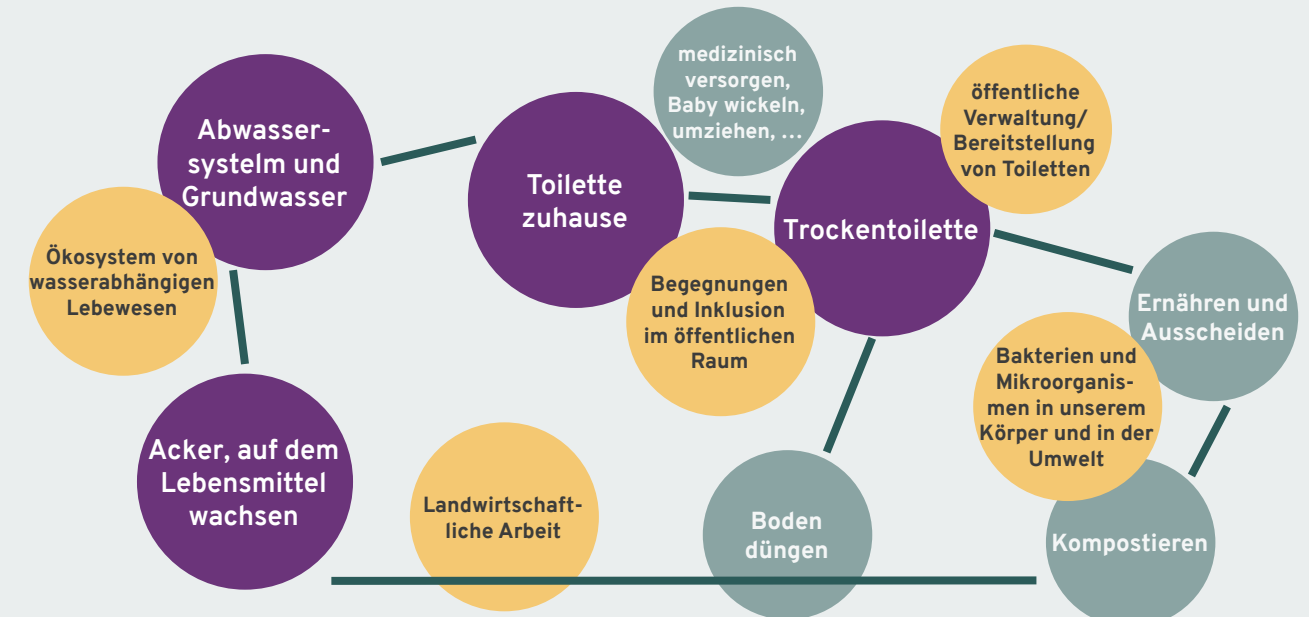 Abwasser-
systelm und
Grundwasser
Toilette
zuhause
medizinisch
versorgen,
Baby wickeln,
umziehen, ...
Trockentoilette
öffentliche
Verwaltung/
Bereitstellung
von Toiletten
Ökosystem von
wasserabhängigen
Lebewesen
Begegnungen
und Inklusion
im öffentlichen
Raum
Ernähren und
Ausscheiden
Bakterien und
Mikroorganis-
men in unserem
Körper und in der
Umwelt
Acker, auf dem
Lebensmittel
wachsen
Landwirtschaft-
liche Arbeit
Boden
düngen
Kompostieren